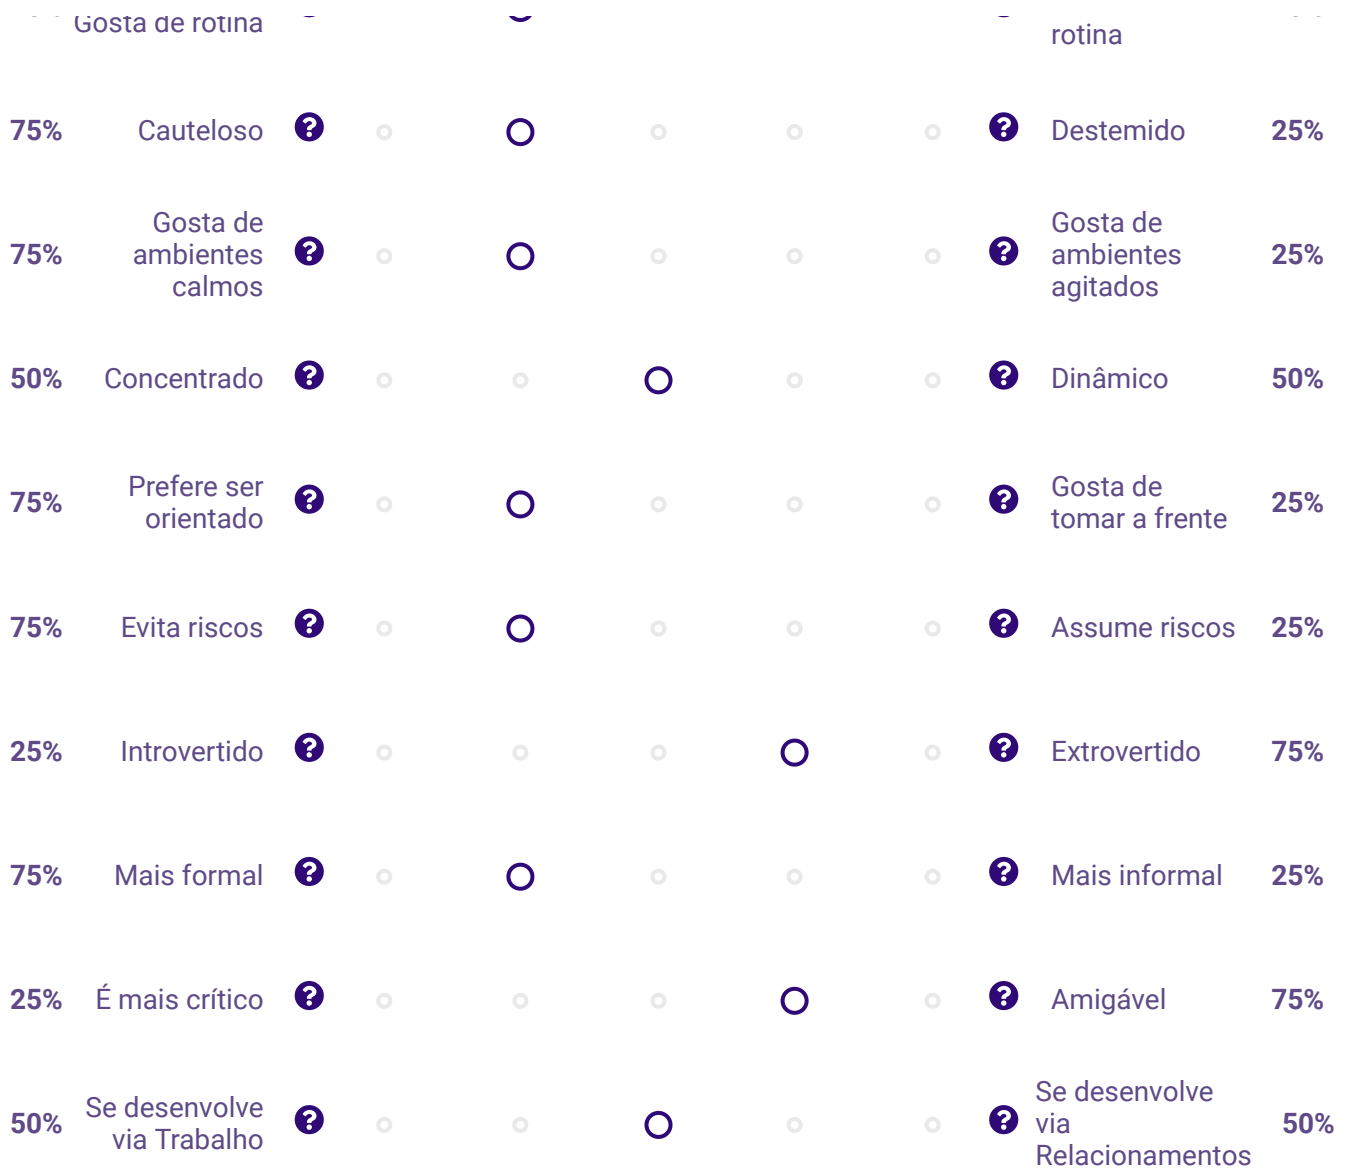 Gosta de rotina
rotina
75% Cauteloso ? ? Destemido 25%
Gosta de
ambientes
calmos
75% ? ?
Gosta de
ambientes
agitados
25%
50% Concentrado ? ? Dinâmico 50%
75%
Prefere ser
orientado
? ?
Gosta de
tomar a frente
25%
75% Evita riscos ? ? Assume riscos 25%
25% Introvertido ? ? Extrovertido 75%
75% Mais formal ? ? Mais informal 25%
25% É mais crítico ? ? Amigável 75%
50%
Se desenvolve
via Trabalho
? ?
Se desenvolve
via
Relacionamentos
50%